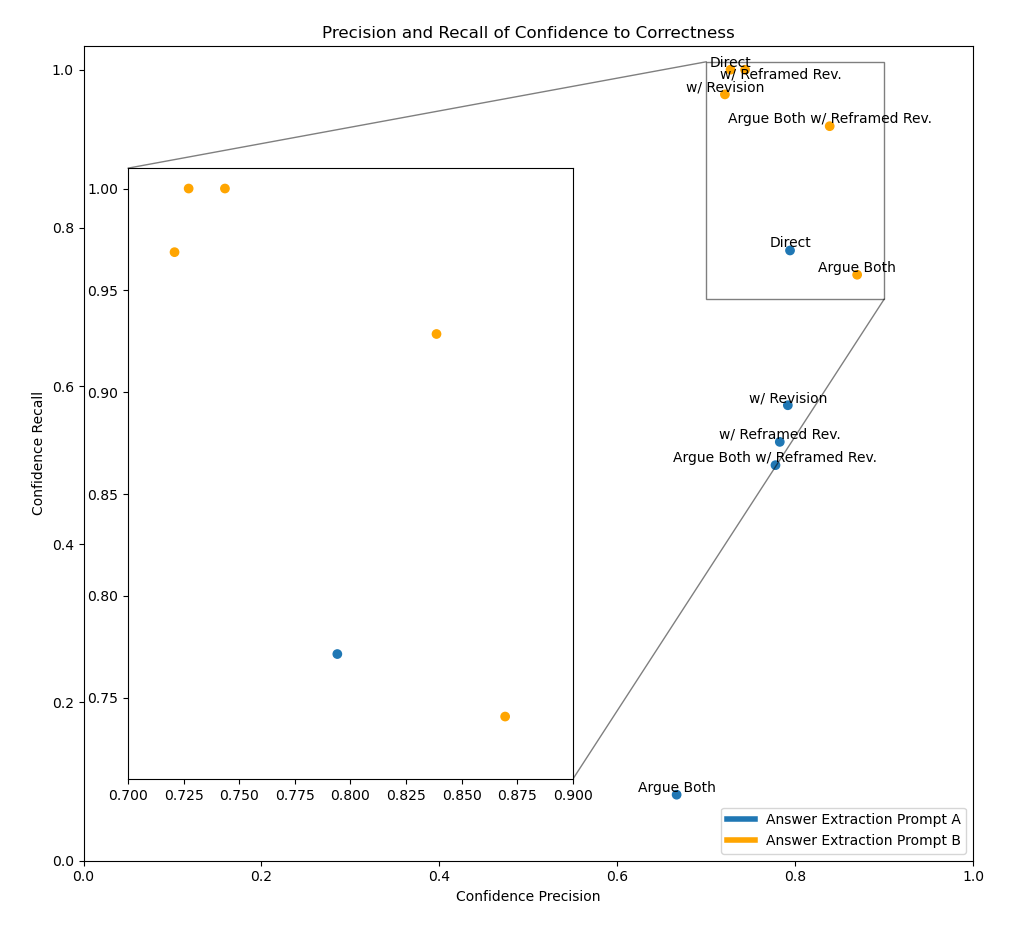 Precision and Recall of Confidence to Correctness
1.0
0.8
0.6
0.4
0.2
0.0
Confidence Recall
Direct
w/ Reframed Rev.
w/ Revision
Argue Both w/ Reframed Rev.
Direct
Argue Both
w/ Revision
w/ Reframed Rev.
Argue Both w/ Reframed Rev.
Argue Both
1.00
0.95
0.90
0.85
0.80
0.75
0.700 0.725 0.750 0.775 0.800 0.825 0.850 0.875 0.900
Answer Extraction Prompt A
Answer Extraction Prompt B
0.0 0.2 0.4 0.6 0.8 1.0
Confidence Precision